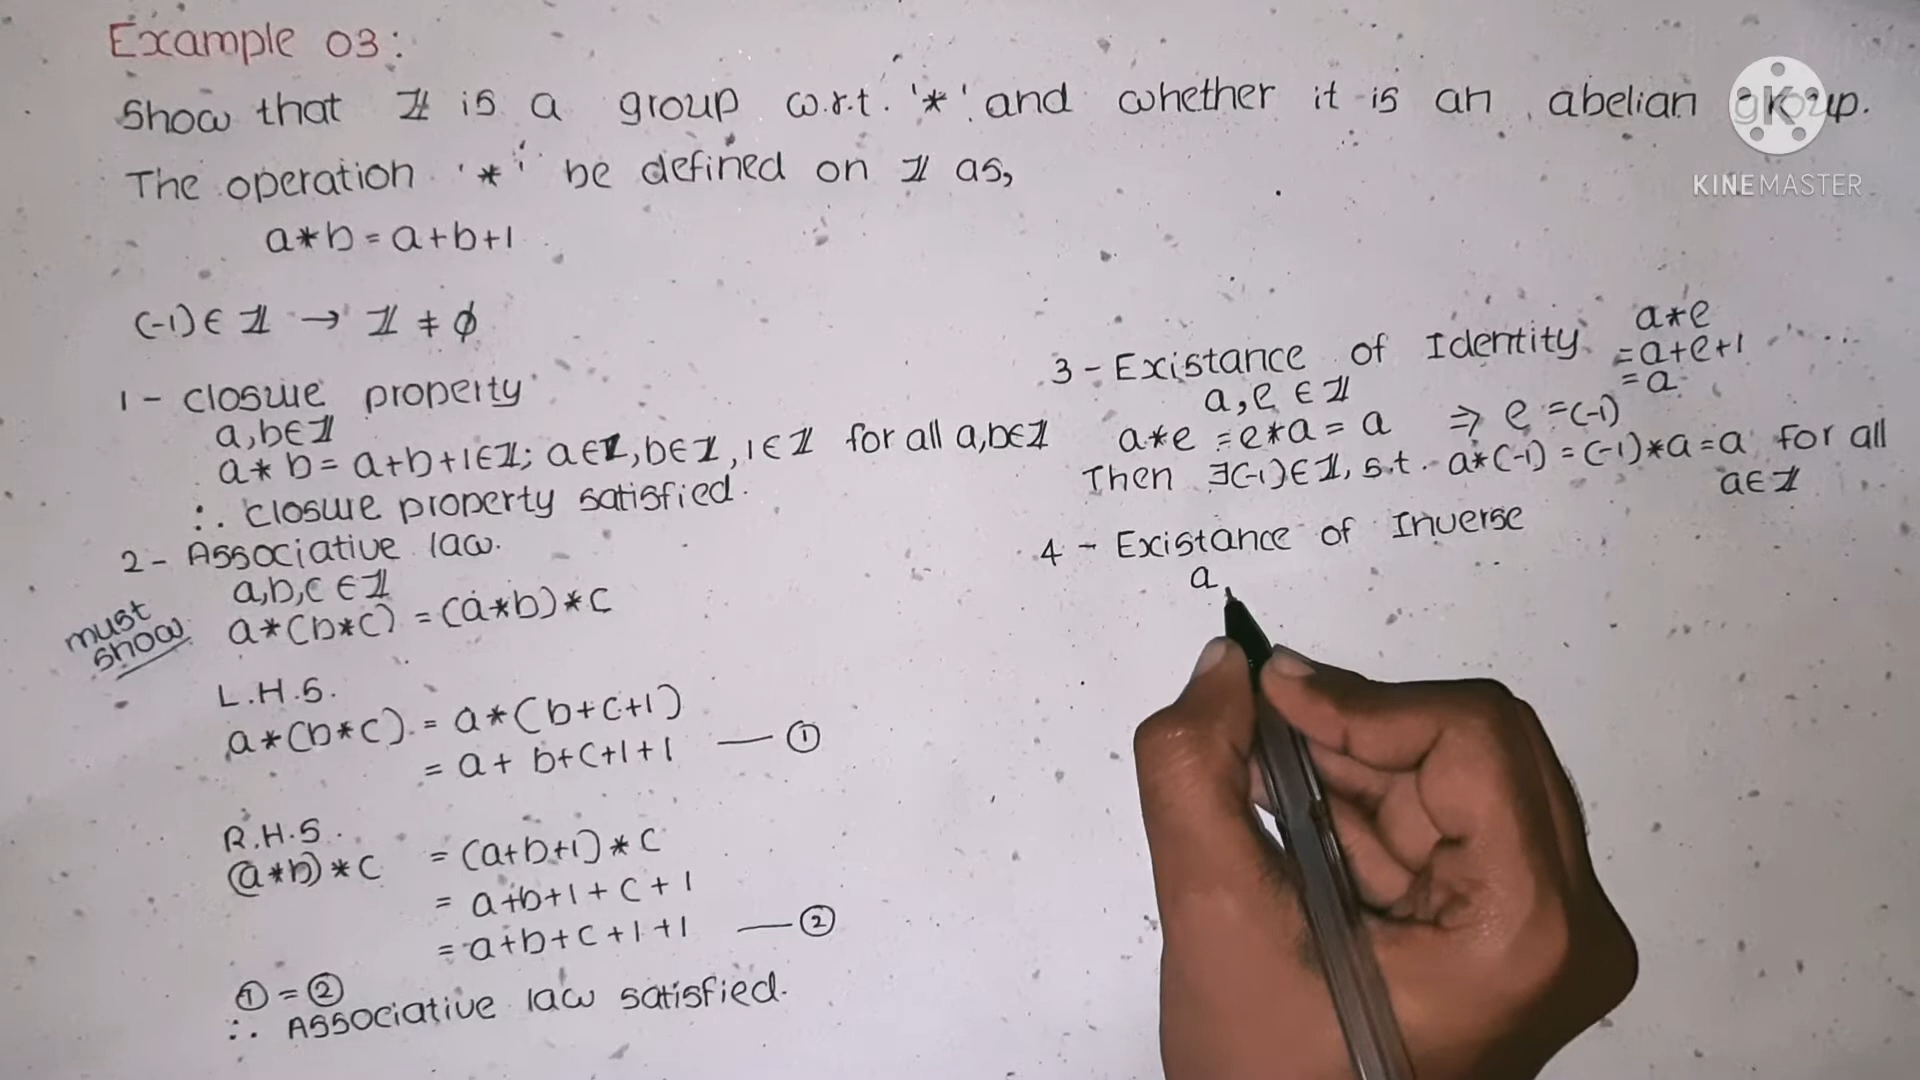 Example 03:
Show that ℤ is a group w.r.t. '*' and whether it is an abelian group.
The operation '*' be defined on ℤ as,
a*b = a+b+1
(-1) ∈ ℤ → ℤ ≠ ϕ
1 - closure property
a,b∈ℤ
a * b = a+b+1∈ℤ; a∈ℤ, b∈ℤ, 1∈ℤ for all a,b∈ℤ
∴ closure property satisfied.
2 - Associative law.
a,b,c ∈ℤ
must show
a*(b*c) = (a*b)*c
L.H.S.
a*(b*c) = a*(b+c+1)
= a+ b+c+1+1 — ①
R.H.S.
(a*b)*c = (a+b+1)*c
= a+b+1+c+1
= a+b+c+1+1 — ②
① = ②
∴ Associative law satisfied.
3 - Existance of Identity
a*e
=a+e+1
=a
a,e ∈ℤ
a*e = e*a = a ⇒ e = (-1)
Then ∃(-1)∈ℤ, s.t. a*(-1) = (-1)*a = a for all
a∈ℤ
4 - Existance of Inverse
a
K
KINEMASTER